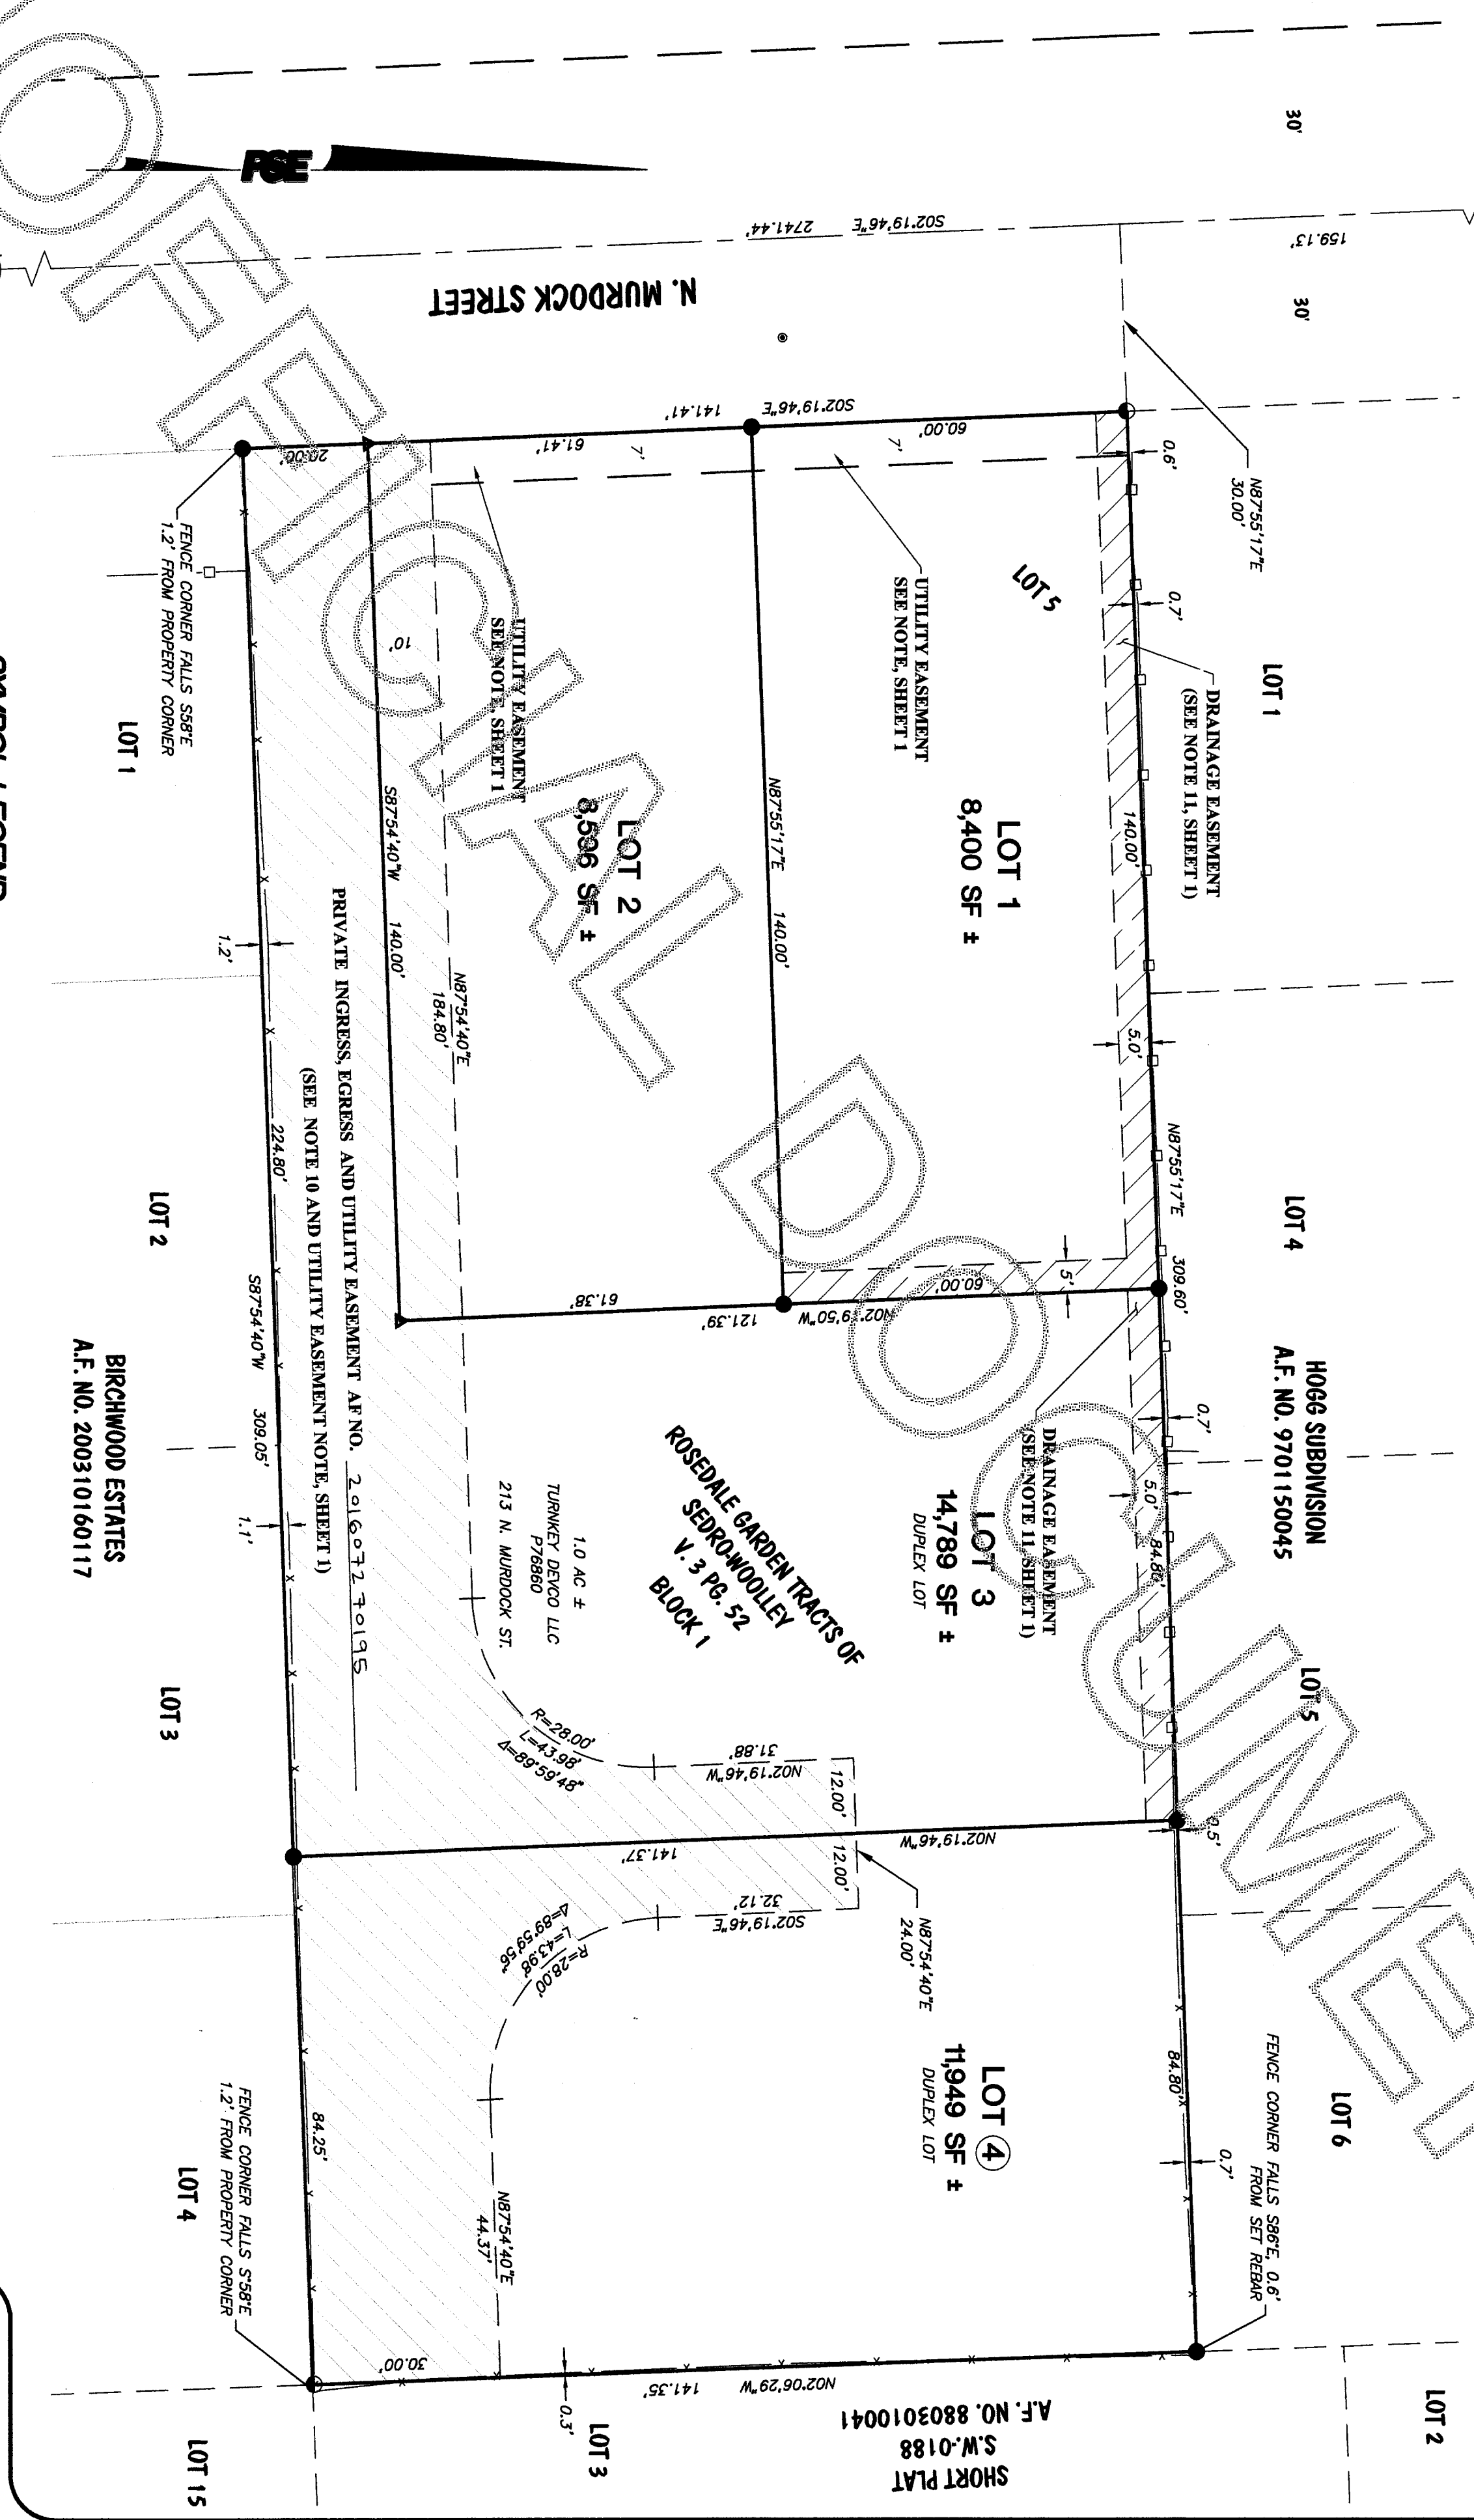 30'
30'
159.13'
S02°19'46"E 2741.44'
PSE
N. MURDOCK STREET
N87°55'17"E
30.00'
0.6'
0.7'
LOT 1
DRAINAGE EASEMENT
(SEE NOTE 11, SHEET 1)
140.00'
5.0'
N87°55'17"E 309.60'
LOT 4
HOGG SUBDIVISION
A.F. NO. 9701150045
0.7'
5.0'
84.80'
LOT 5
0.5'
LOT 6
84.80'
0.7'
FENCE CORNER FALLS S86°E, 0.6'
FROM SET REBAR
LOT 2
S02°19'46"E 141.41'
60.00'
7'
LOT 5
UTILITY EASEMENT
SEE NOTE, SHEET 1
LOT 1
8,400 SF ±
N87°55'17"E 140.00'
61.41'
7'
UTILITY EASEMENT
SEE NOTE, SHEET 1
LOT 2
SF ±
10'
N87°54'40"E
184.80'
S87°54'40"W 140.00'
20.00'
5'
60.00'
N02°19'50"W 121.39'
61.38'
DRAINAGE EASEMENT
(SEE NOTE 11, SHEET 1)
LOT 3
14,789 SF ±
DUPLEX LOT
ROSEDALE GARDEN TRACTS OF
SEDRO-WOOLLEY
V. 3 PG. 52
BLOCK 1
1.0 AC ±
TURNKEY DEVCO LLC
P76860
213 N. MURDOCK ST.
R=28.00'
L=43.98'
Δ=89°59'48"
N02°19'46"W
31.88'
12.00'
12.00'
N02°19'46"W
141.37'
S02°19'46"E
32.12'
N87°54'40"E
24.00'
R=28.00'
L=43.98'
Δ=89°59'56"
LOT 4
11,949 SF ±
DUPLEX LOT
N87°54'40"E
44.37'
30.00'
N02°06'29"W 141.35'
0.3'
SHORT PLAT
S.W.-0188
A.F. NO. 8803010041
LOT 3
LOT 15
PRIVATE INGRESS, EGRESS AND UTILITY EASEMENT AF NO. 201607270195
(SEE NOTE 10 AND UTILITY EASEMENT NOTE, SHEET 1)
FENCE CORNER FALLS S58°E
1.2' FROM PROPERTY CORNER
LOT 1
1.2'
224.80'
LOT 2
S87°54'40"W 309.05'
1.1'
BIRCHWOOD ESTATES
A.F. NO. 200310160117
LOT 3
84.25'
FENCE CORNER FALLS S°58°E
1.2' FROM PROPERTY CORNER
LOT 4
SYMBOL LEGEND
OFFICIAL DOCUME